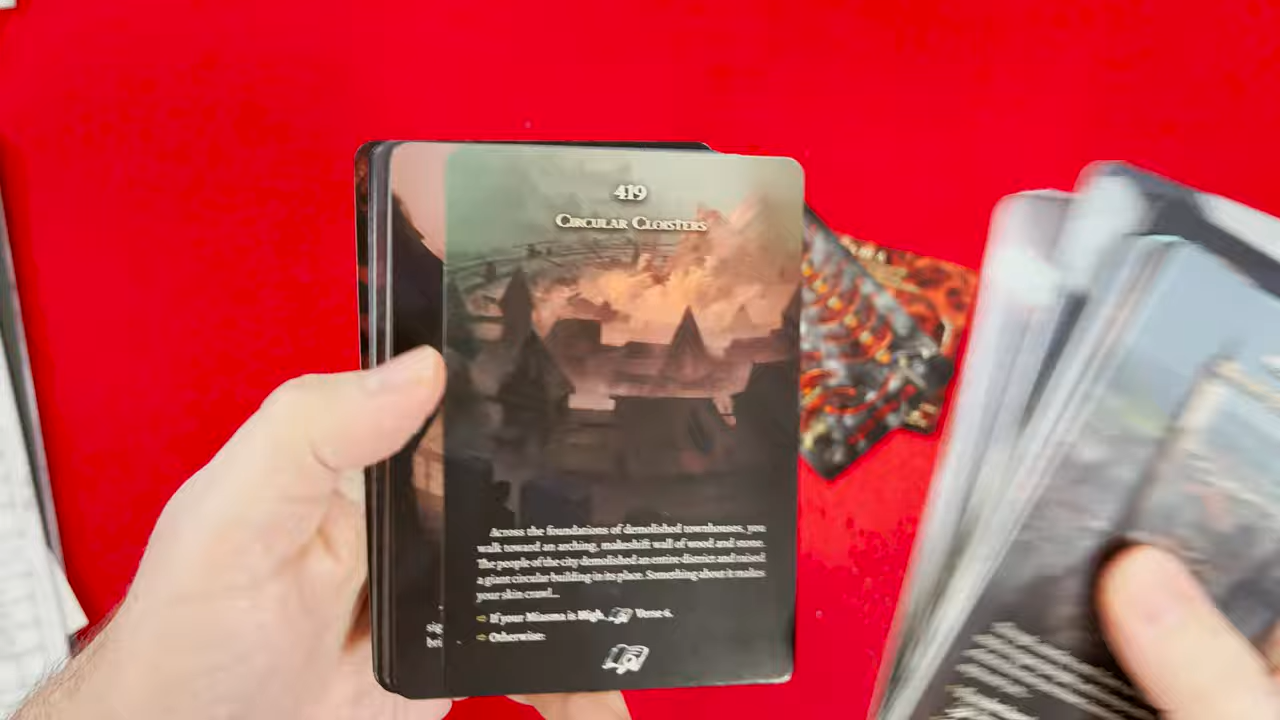 419
Circular Cloisters
Across the foundations of demolished townhouses, you
walk toward an arching, makeshift wall of wood and stone.
The people of the city demolished an entire district and raised
a giant circular building in its place. Something about it makes
your skin crawl...
If your Miasma is High, Verse 6.
Otherwise:
sig
bei